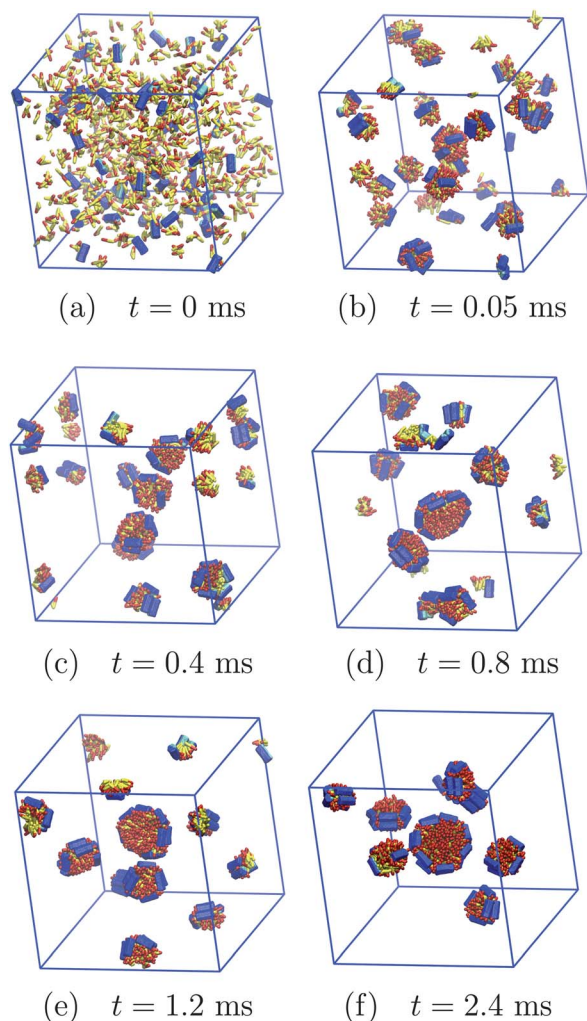 (a) t = 0 ms
(b) t = 0.05 ms
(c) t = 0.4 ms
(d) t = 0.8 ms
(e) t = 1.2 ms
(f) t = 2.4 ms